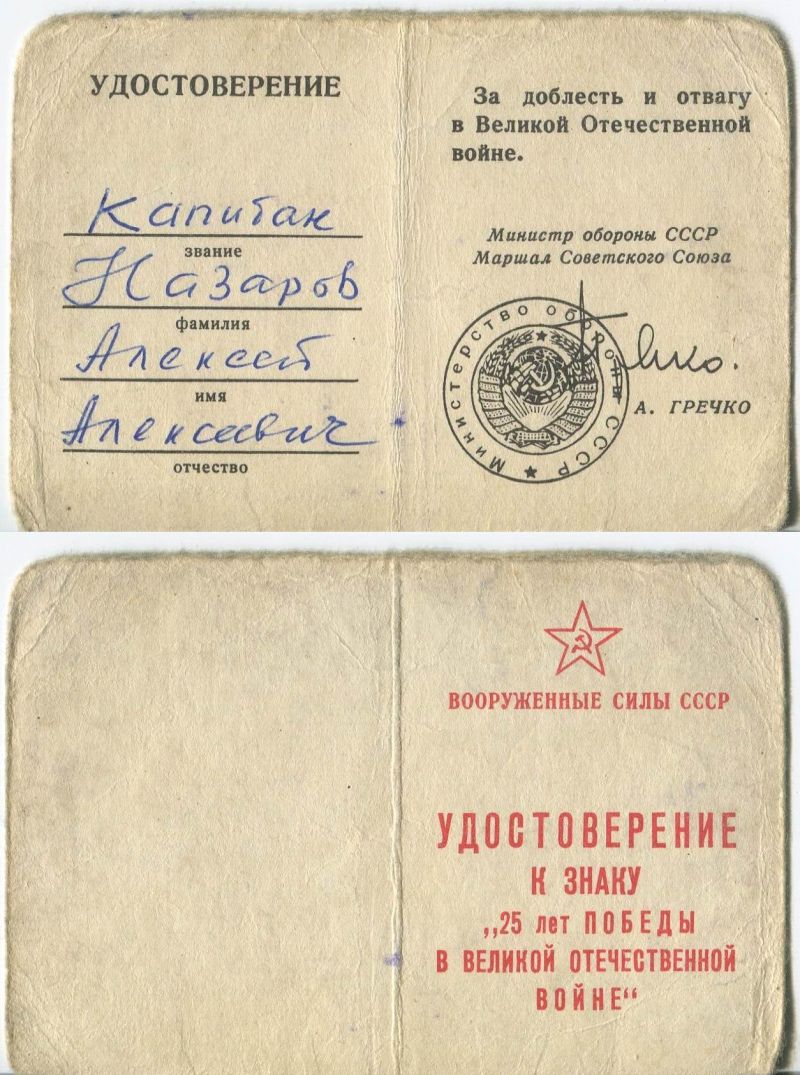 УДОСТОВЕРЕНИЕ
Капитан
звание
Назаров
фамилия
Алексей
имя
Алексеевич
отчество
За доблесть и отвагу
в Великой Отечественной
войне.
Министр обороны СССР
Маршал Советского Союза
Министерство обороны СССР
А. ГРЕЧКО
ВООРУЖЕННЫЕ СИЛЫ СССР
УДОСТОВЕРЕНИЕ
К ЗНАКУ
„25 лет ПОБЕДЫ
В ВЕЛИКОЙ ОТЕЧЕСТВЕННОЙ
ВОЙНЕ“